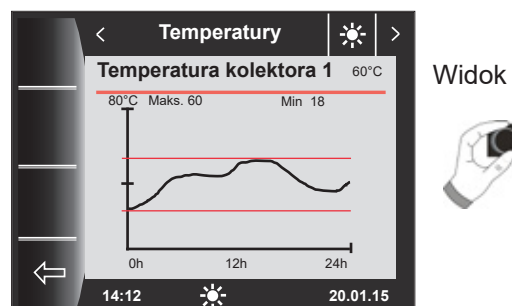 < Temperatury >
Temperatura kolektora 1 60°C
80°C Maks. 60 Min 18
0h 12h 24h
14:12 20.01.15
Widok